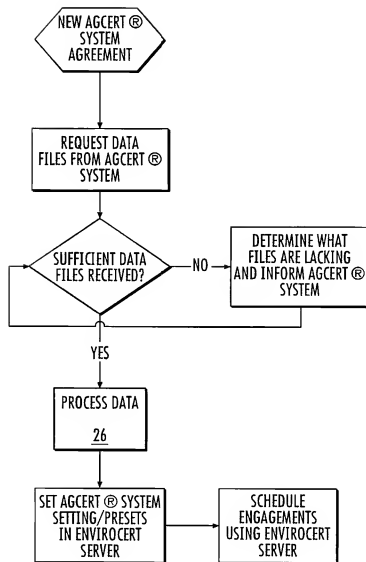 NEW AGCERT ®
SYSTEM
AGREEMENT
REQUEST DATA
FILES FROM AGCERT ®
SYSTEM
SUFFICIENT DATA
FILES RECEIVED?
NO
DETERMINE WHAT
FILES ARE LACKING
AND INFORM AGCERT ®
SYSTEM
YES
PROCESS DATA
26
SET AGCERT ® SYSTEM
SETTING/PRESETS
IN ENVIROCERT
SERVER
SCHEDULE
ENGAGEMENTS
USING ENVIROCERT
SERVER